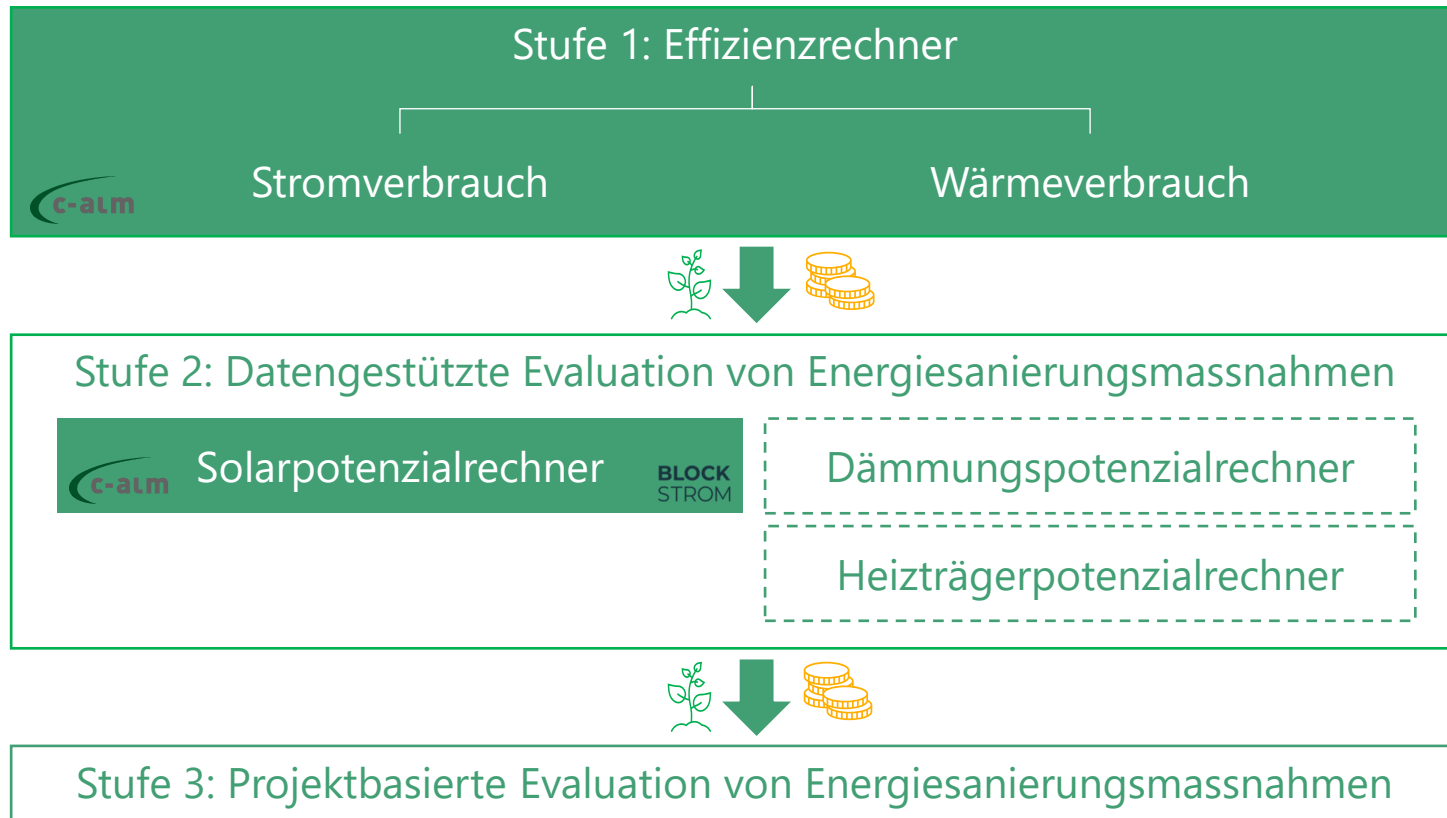 Stufe 1: Effizienzrechner
Stromverbrauch
Wärmeverbrauch
c-alm
Stufe 2: Datengestützte Evaluation von Energiesanierungsmassnahmen
c-alm
Solarpotenzialrechner
BLOCK
STROM
Dämmungspotenzialrechner
Heizträgerpotenzialrechner
Stufe 3: Projektbasierte Evaluation von Energiesanierungsmassnahmen